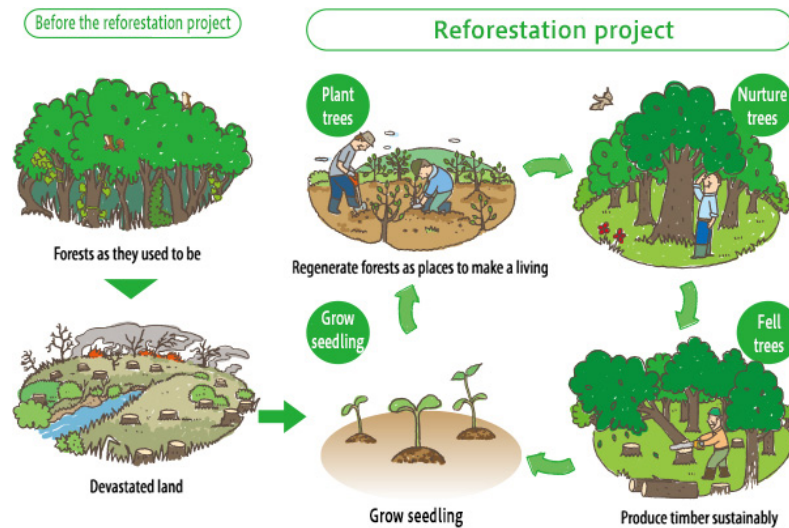 Before the reforestation project
Reforestation project
Forests as they used to be
Devastated land
Plant
trees
Regenerate forests as places to make a living
Nurture
trees
Grow
seedling
Grow seedling
Fell
trees
Produce timber sustainably